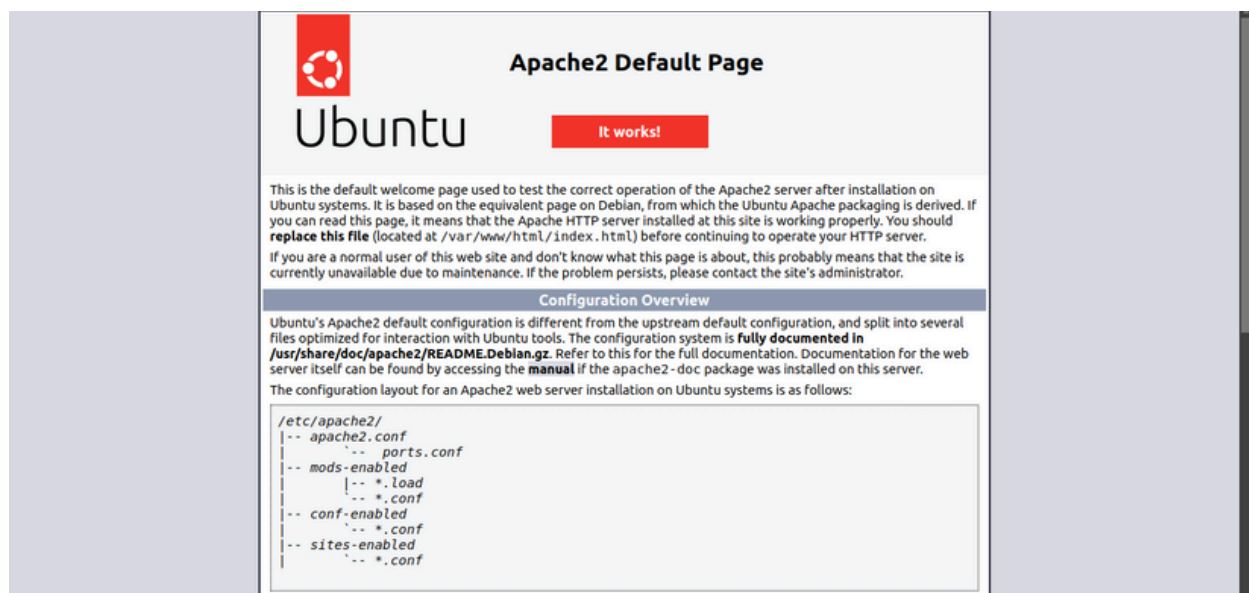 Apache2 Default Page
Ubuntu
It works!
This is the default welcome page used to test the correct operation of the Apache2 server after installation on
Ubuntu systems. It is based on the equivalent page on Debian, from which the Ubuntu Apache packaging is derived. If
you can read this page, it means that the Apache HTTP server installed at this site is working properly. You should
replace this file (located at /var/www/html/index.html) before continuing to operate your HTTP server.
If you are a normal user of this web site and don't know what this page is about, this probably means that the site is
currently unavailable due to maintenance. If the problem persists, please contact the site's administrator.
Configuration Overview
Ubuntu's Apache2 default configuration is different from the upstream default configuration, and split into several
files optimized for interaction with Ubuntu tools. The configuration system is fully documented in
/usr/share/doc/apache2/README.Debian.gz. Refer to this for the full documentation. Documentation for the web
server itself can be found by accessing the manual if the apache2-doc package was installed on this server.
The configuration layout for an Apache2 web server installation on Ubuntu systems is as follows:
/etc/apache2/
|-- apache2.conf
|       `--  ports.conf
|-- mods-enabled
|       |-- *.load
|       `-- *.conf
|-- conf-enabled
|       `-- *.conf
|-- sites-enabled
|       `-- *.conf